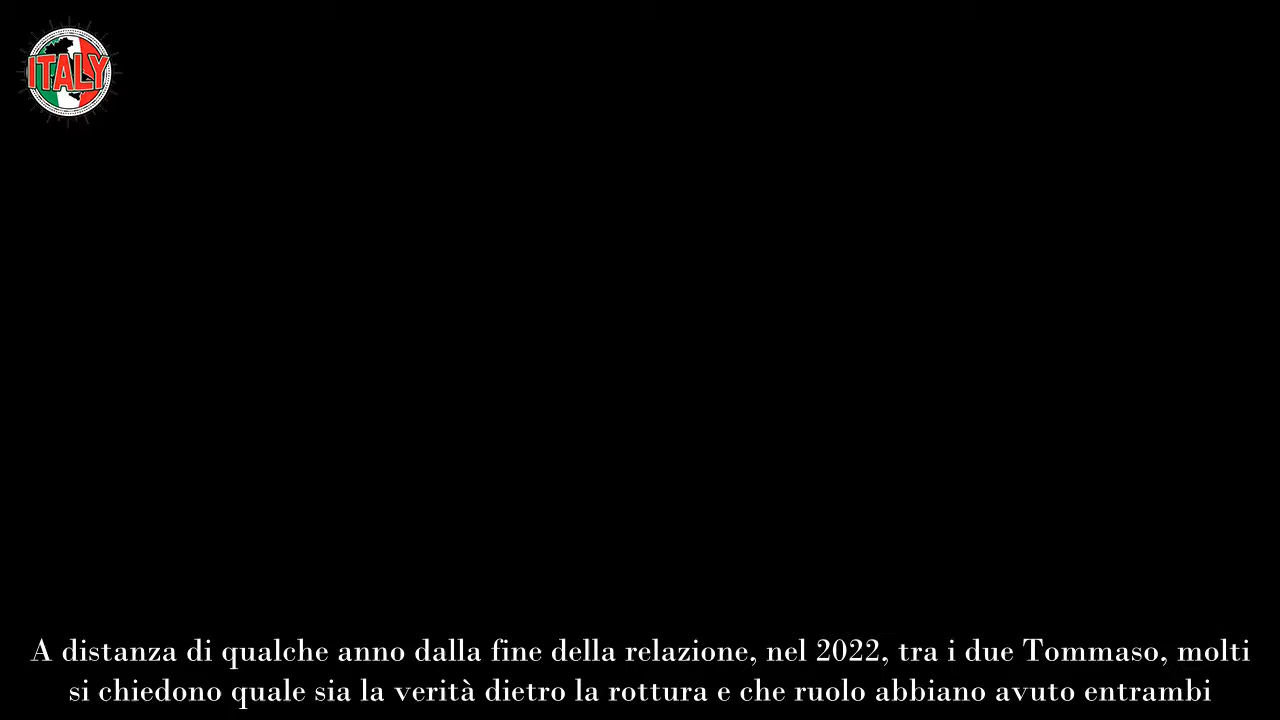 ITALY
A distanza di qualche anno dalla fine della relazione, nel 2022, tra i due Tommaso, molti
si chiedono quale sia la verità dietro la rottura e che ruolo abbiano avuto entrambi